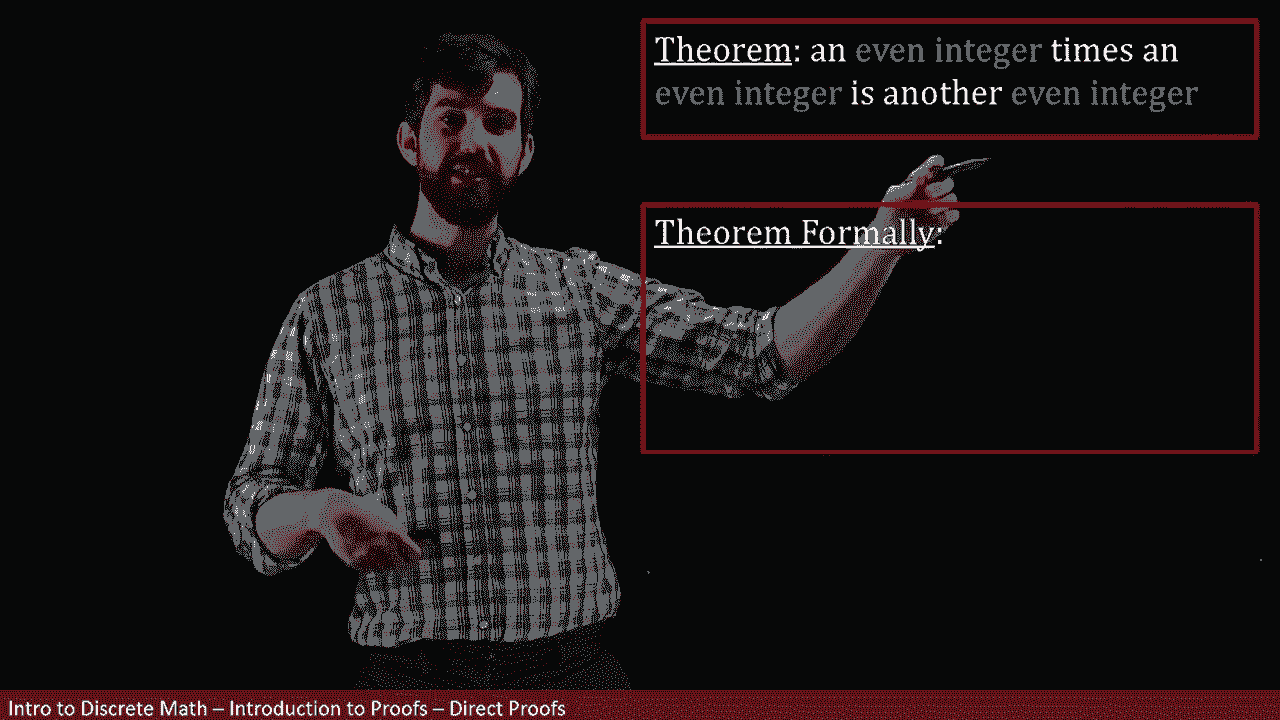 Theorem: an even integer times an
even integer is another even integer
Theorem Formally:
Intro to Discrete Math – Introduction to Proofs – Direct Proofs